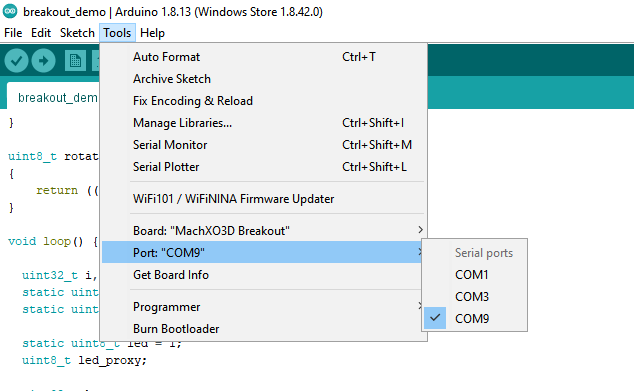 breakout_demo | Arduino 1.8.13 (Windows Store 1.8.42.0)
File Edit Sketch Tools Help
breakout_demo
}
uint8_t rotat
{
return ((
}
void loop() {
uint32_t i,
static uint
static uint
static uint8_t led = 1;
uint8_t led_proxy;
Auto Format Ctrl+T
Archive Sketch
Fix Encoding & Reload
Manage Libraries... Ctrl+Shift+I
Serial Monitor Ctrl+Shift+M
Serial Plotter Ctrl+Shift+L
WiFi101 / WiFiNINA Firmware Updater
Board: "MachXO3D Breakout"
Port: "COM9"
Get Board Info
Programmer
Burn Bootloader
Serial ports
COM1
COM3
COM9